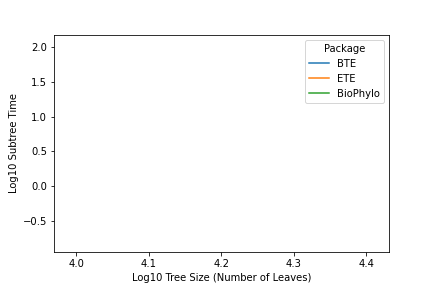 Package
BTE
ETE
BioPhylo
2.0
1.5
1.0
0.5
0.0
−0.5
Log10 Subtree Time
4.0 4.1 4.2 4.3 4.4
Log10 Tree Size (Number of Leaves)